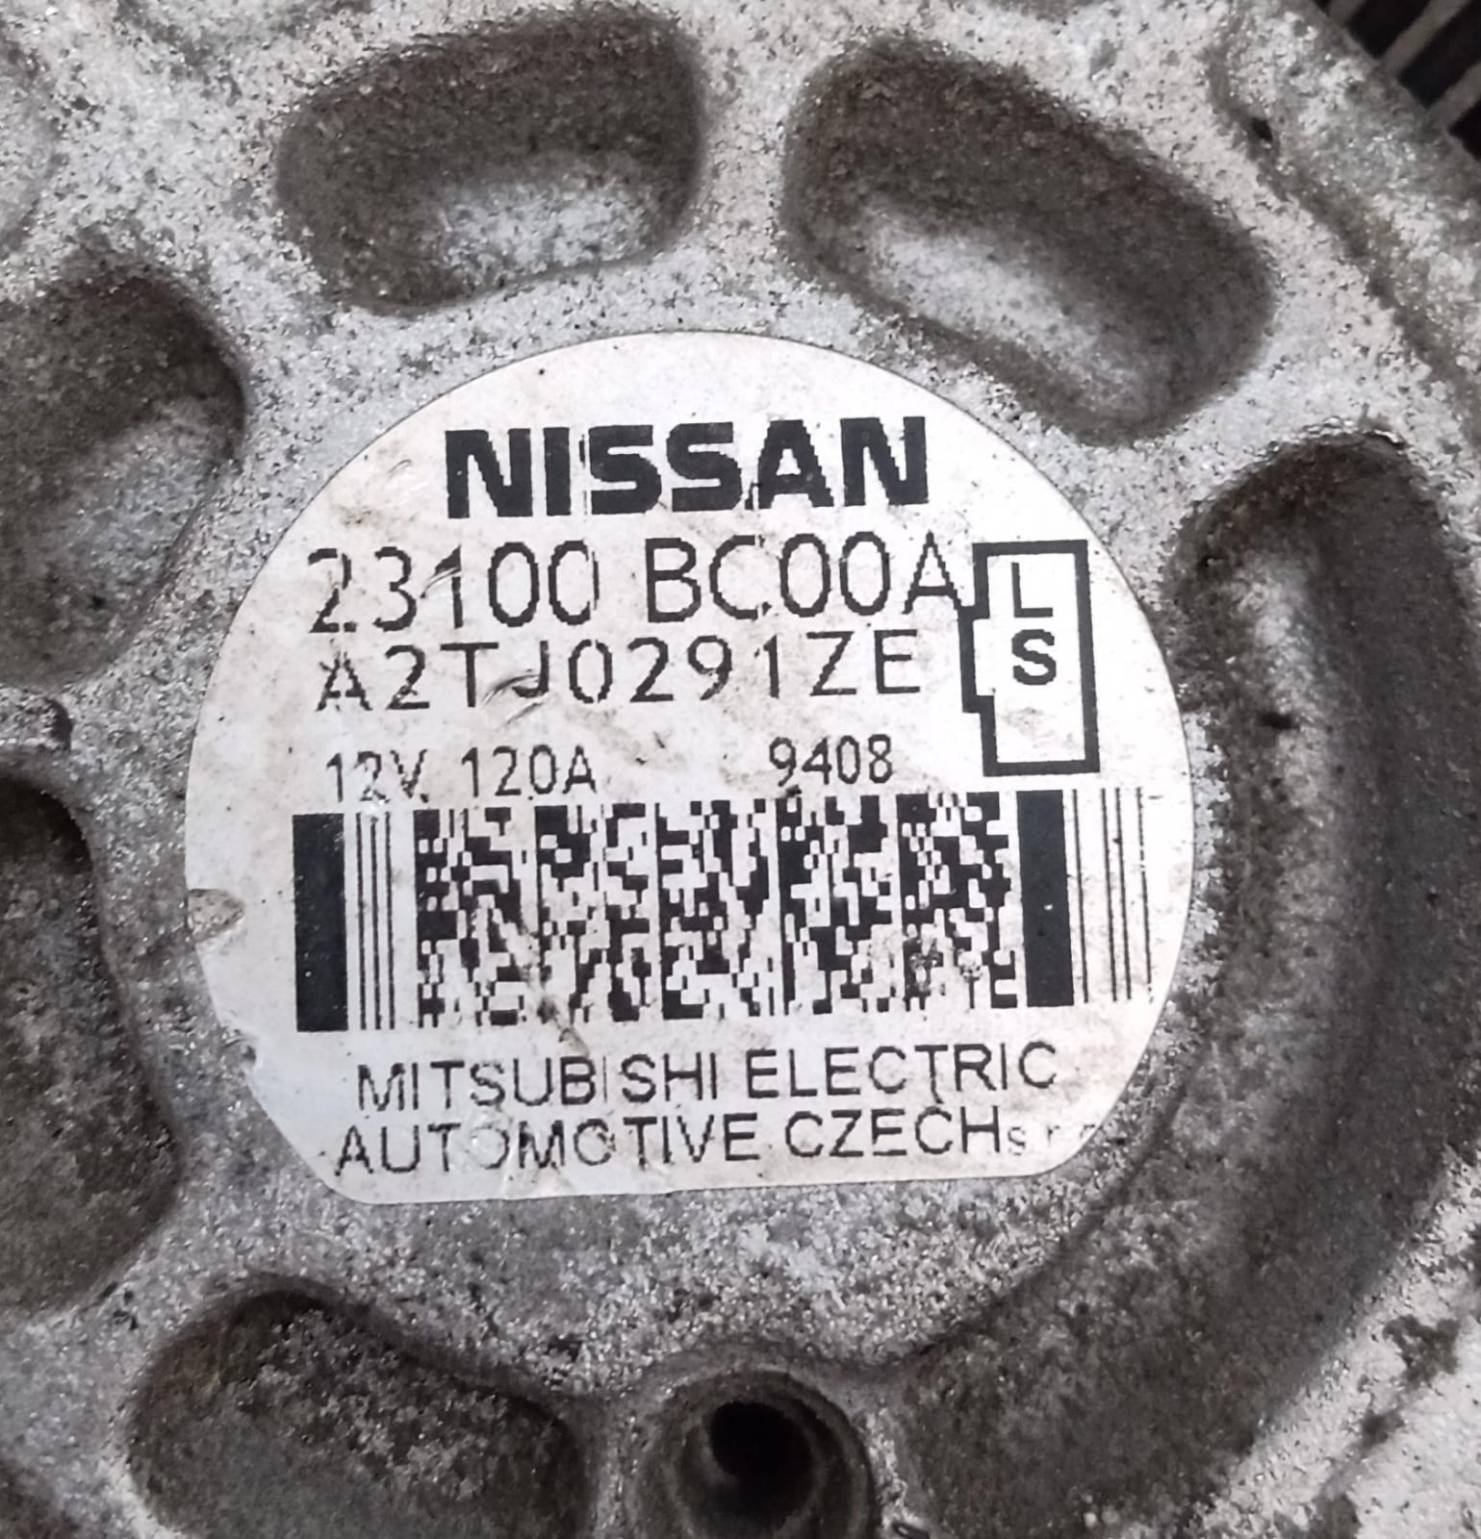 NISSAN
23100 BC00A
L
S
A2TJ0291ZE
12V 120A 9408
MITSUBISHI ELECTRIC
AUTOMOTIVE CZECH